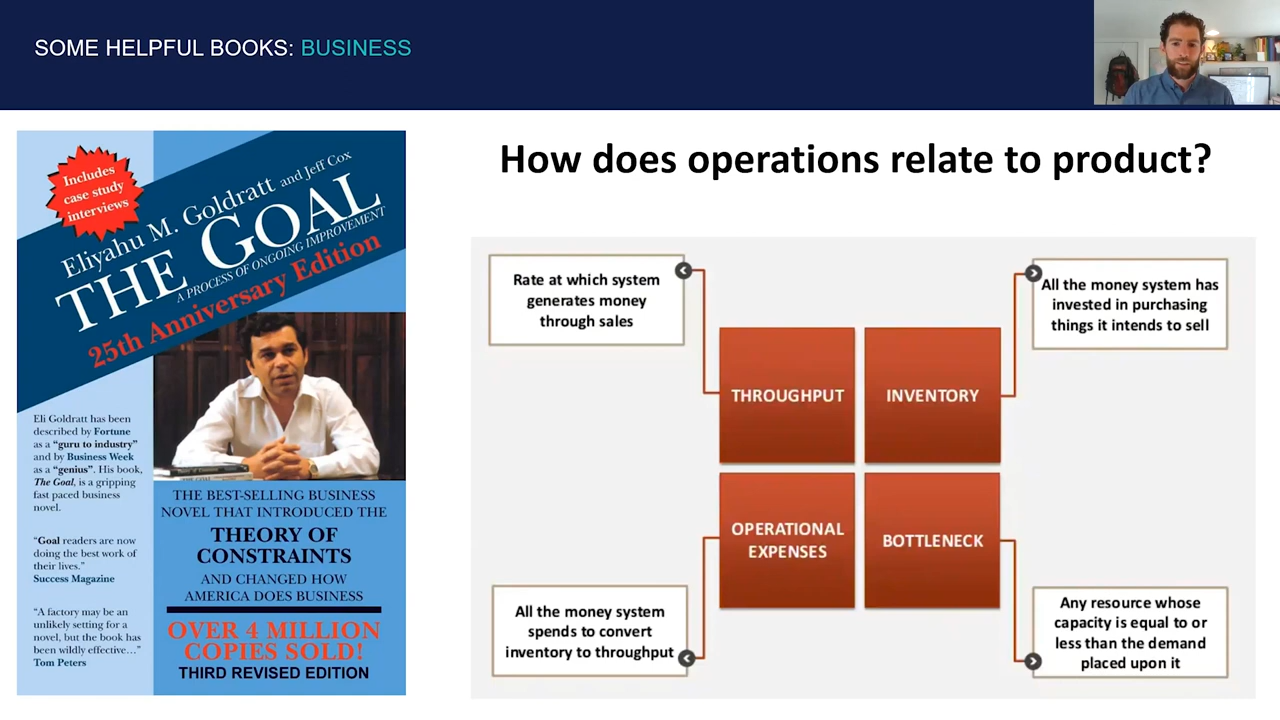 SOME HELPFUL BOOKS: BUSINESS
Includes
case study
interviews
Eliyahu M. Goldratt and Jeff Cox
THE GOAL
A PROCESS OF ONGOING IMPROVEMENT
25th Anniversary Edition
Eli Goldratt has been
described by Fortune
as a “guru to industry”
and by Business Week
as a “genius”. His book,
The Goal, is a gripping
fast paced business
novel.
“Goal readers are now
doing the best work of
their lives.”
Success Magazine
“A factory may be an
unlikely setting for a
novel, but the book has
been wildly effective…”
Tom Peters
THE BEST-SELLING BUSINESS
NOVEL THAT INTRODUCED THE
THEORY OF
CONSTRAINTS
AND CHANGED HOW
AMERICA DOES BUSINESS
OVER 4 MILLION
COPIES SOLD!
THIRD REVISED EDITION
How does operations relate to product?
Rate at which system
generates money
through sales
All the money system has
invested in purchasing
things it intends to sell
THROUGHPUT
INVENTORY
OPERATIONAL
EXPENSES
BOTTLENECK
All the money system
spends to convert
inventory to throughput
Any resource whose
capacity is equal to or
less than the demand
placed upon it